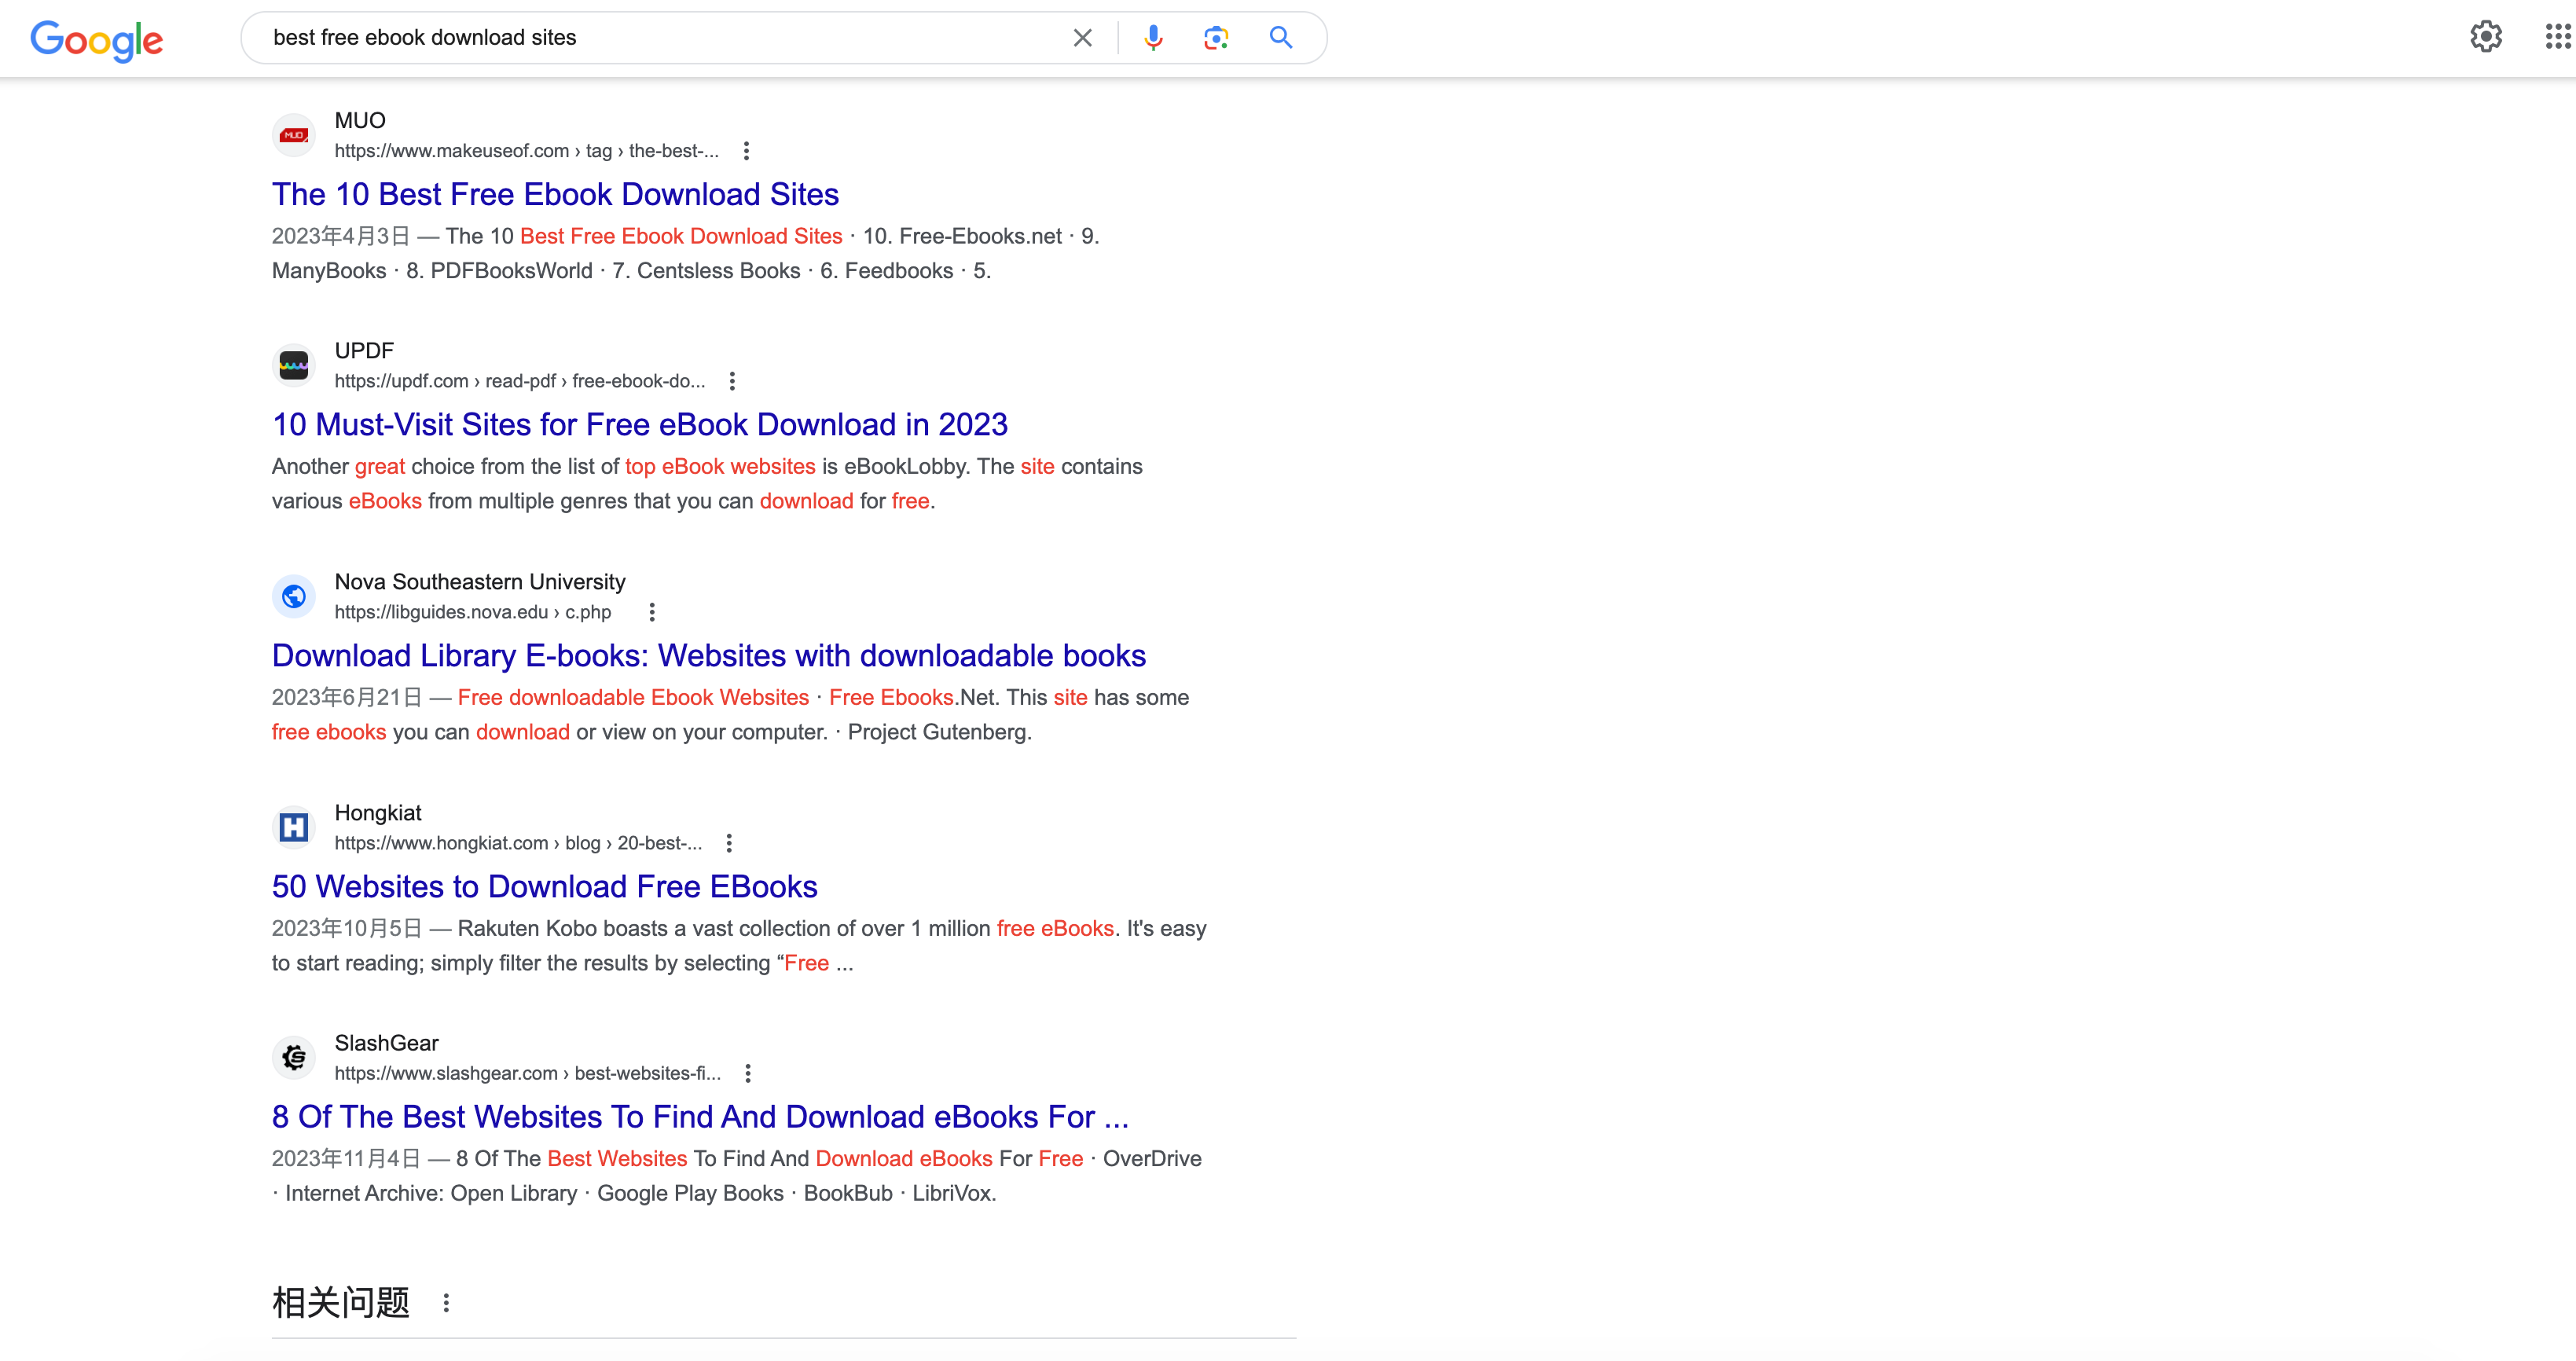 Google
best free ebook download sites
MUO
MUO
https://www.makeuseof.com › tag › the-best-...
The 10 Best Free Ebook Download Sites
2023年4月3日 — The 10 Best Free Ebook Download Sites · 10. Free-Ebooks.net · 9.
ManyBooks · 8. PDFBooksWorld · 7. Centsless Books · 6. Feedbooks · 5.
UPDF
https://updf.com › read-pdf › free-ebook-do...
10 Must-Visit Sites for Free eBook Download in 2023
Another great choice from the list of top eBook websites is eBookLobby. The site contains
various eBooks from multiple genres that you can download for free.
Nova Southeastern University
https://libguides.nova.edu › c.php
Download Library E-books: Websites with downloadable books
2023年6月21日 — Free downloadable Ebook Websites · Free Ebooks.Net. This site has some
free ebooks you can download or view on your computer. · Project Gutenberg.
H
Hongkiat
https://www.hongkiat.com › blog › 20-best-...
50 Websites to Download Free EBooks
2023年10月5日 — Rakuten Kobo boasts a vast collection of over 1 million free eBooks. It's easy
to start reading; simply filter the results by selecting “Free ...
S
SlashGear
https://www.slashgear.com › best-websites-fi...
8 Of The Best Websites To Find And Download eBooks For ...
2023年11月4日 — 8 Of The Best Websites To Find And Download eBooks For Free · OverDrive
· Internet Archive: Open Library · Google Play Books · BookBub · LibriVox.
相关问题